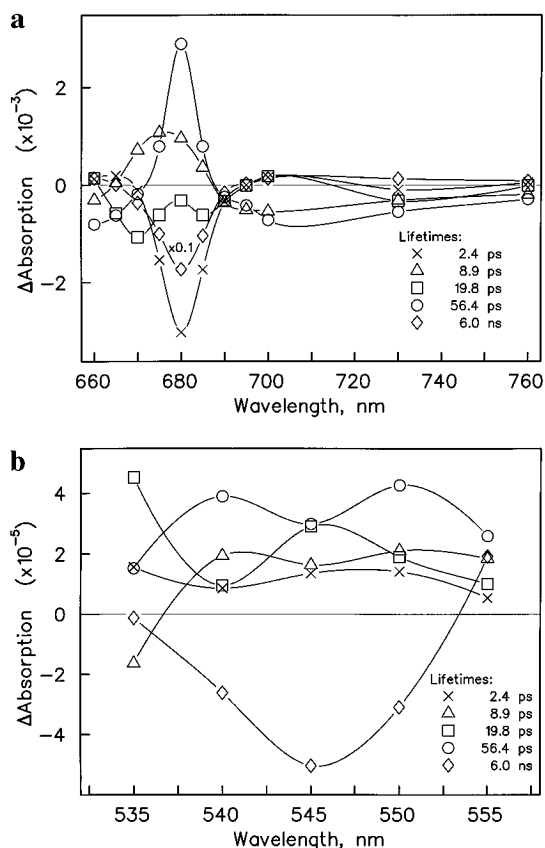 a
ΔAbsorption (×10⁻³)
2
0
−2
×0.1
Lifetimes:
× 2.4 ps
△ 8.9 ps
□ 19.8 ps
○ 56.4 ps
◇ 6.0 ns
660 680 700 720 740 760
Wavelength, nm
b
ΔAbsorption (×10⁻⁵)
4
2
0
−2
−4
Lifetimes:
× 2.4 ps
△ 8.9 ps
□ 19.8 ps
○ 56.4 ps
◇ 6.0 ns
535 540 545 550 555
Wavelength, nm